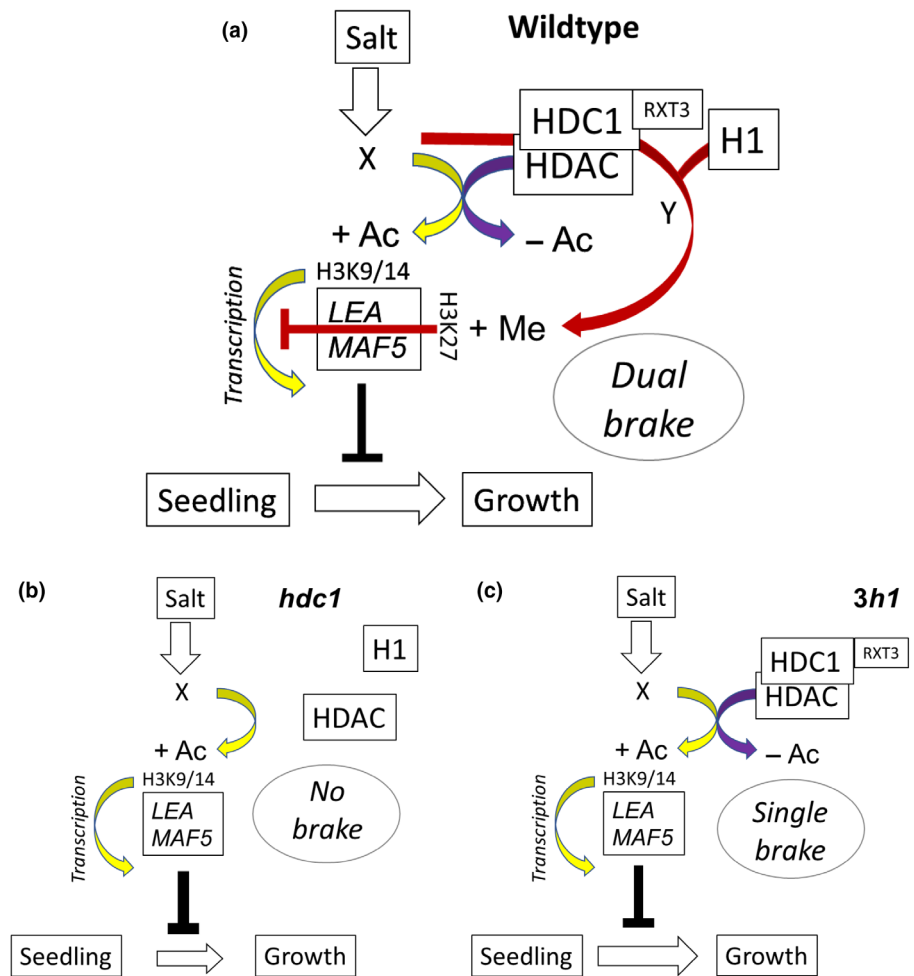 (a)
Wildtype
Salt
HDC1
RXT3
H1
X
HDAC
Y
+ Ac
– Ac
H3K9/14
Transcription
LEA
MAF5
H3K27
+ Me
Dual
brake
Seedling
Growth
(b)
hdc1
Salt
H1
X
HDAC
+ Ac
H3K9/14
Transcription
LEA
MAF5
No
brake
Seedling
Growth
(c)
3h1
Salt
HDC1
RXT3
X
HDAC
+ Ac
– Ac
H3K9/14
Transcription
LEA
MAF5
Single
brake
Seedling
Growth